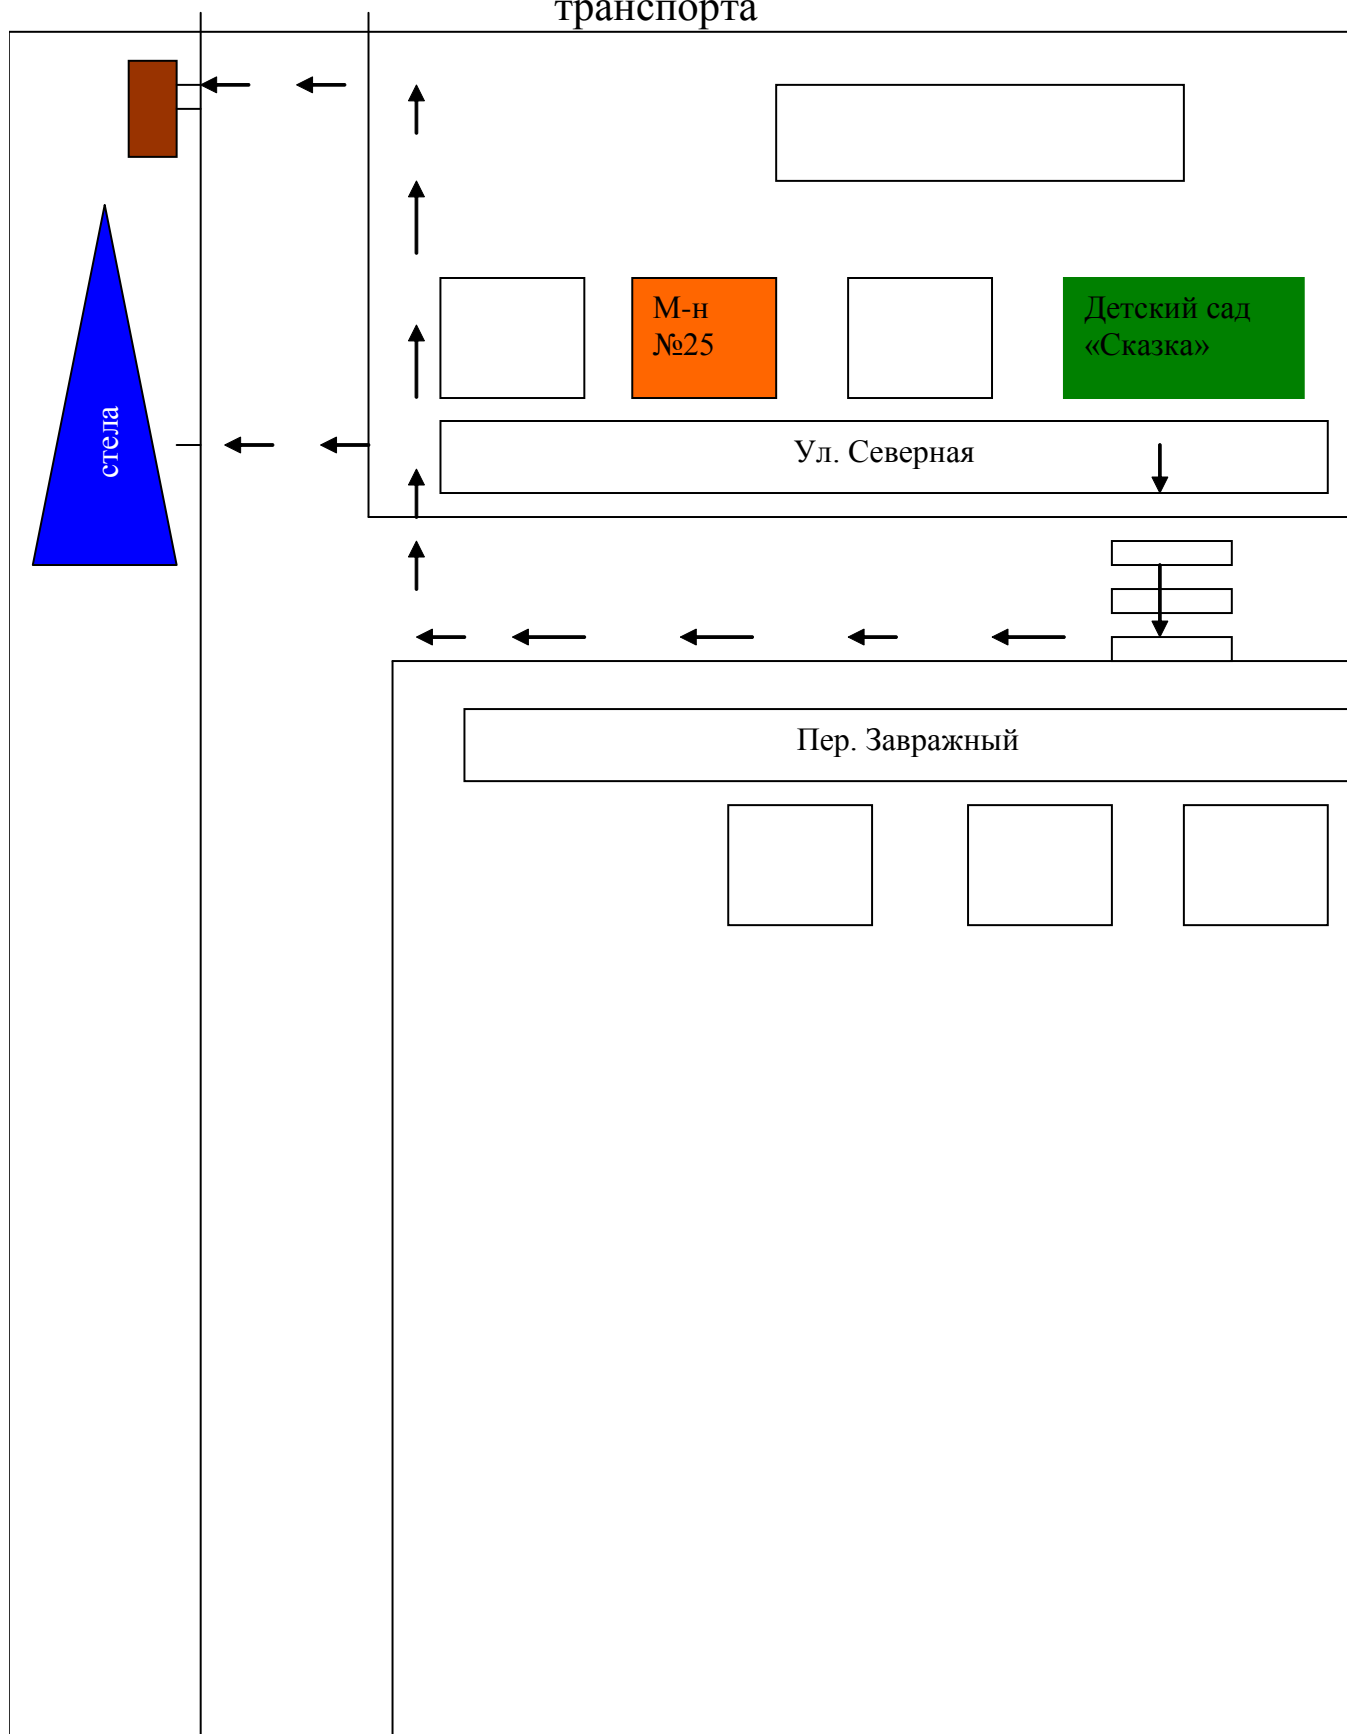 транспорта
М-н
№25
Детский сад
«Сказка»
стела
Ул. Северная
Пер. Завражный